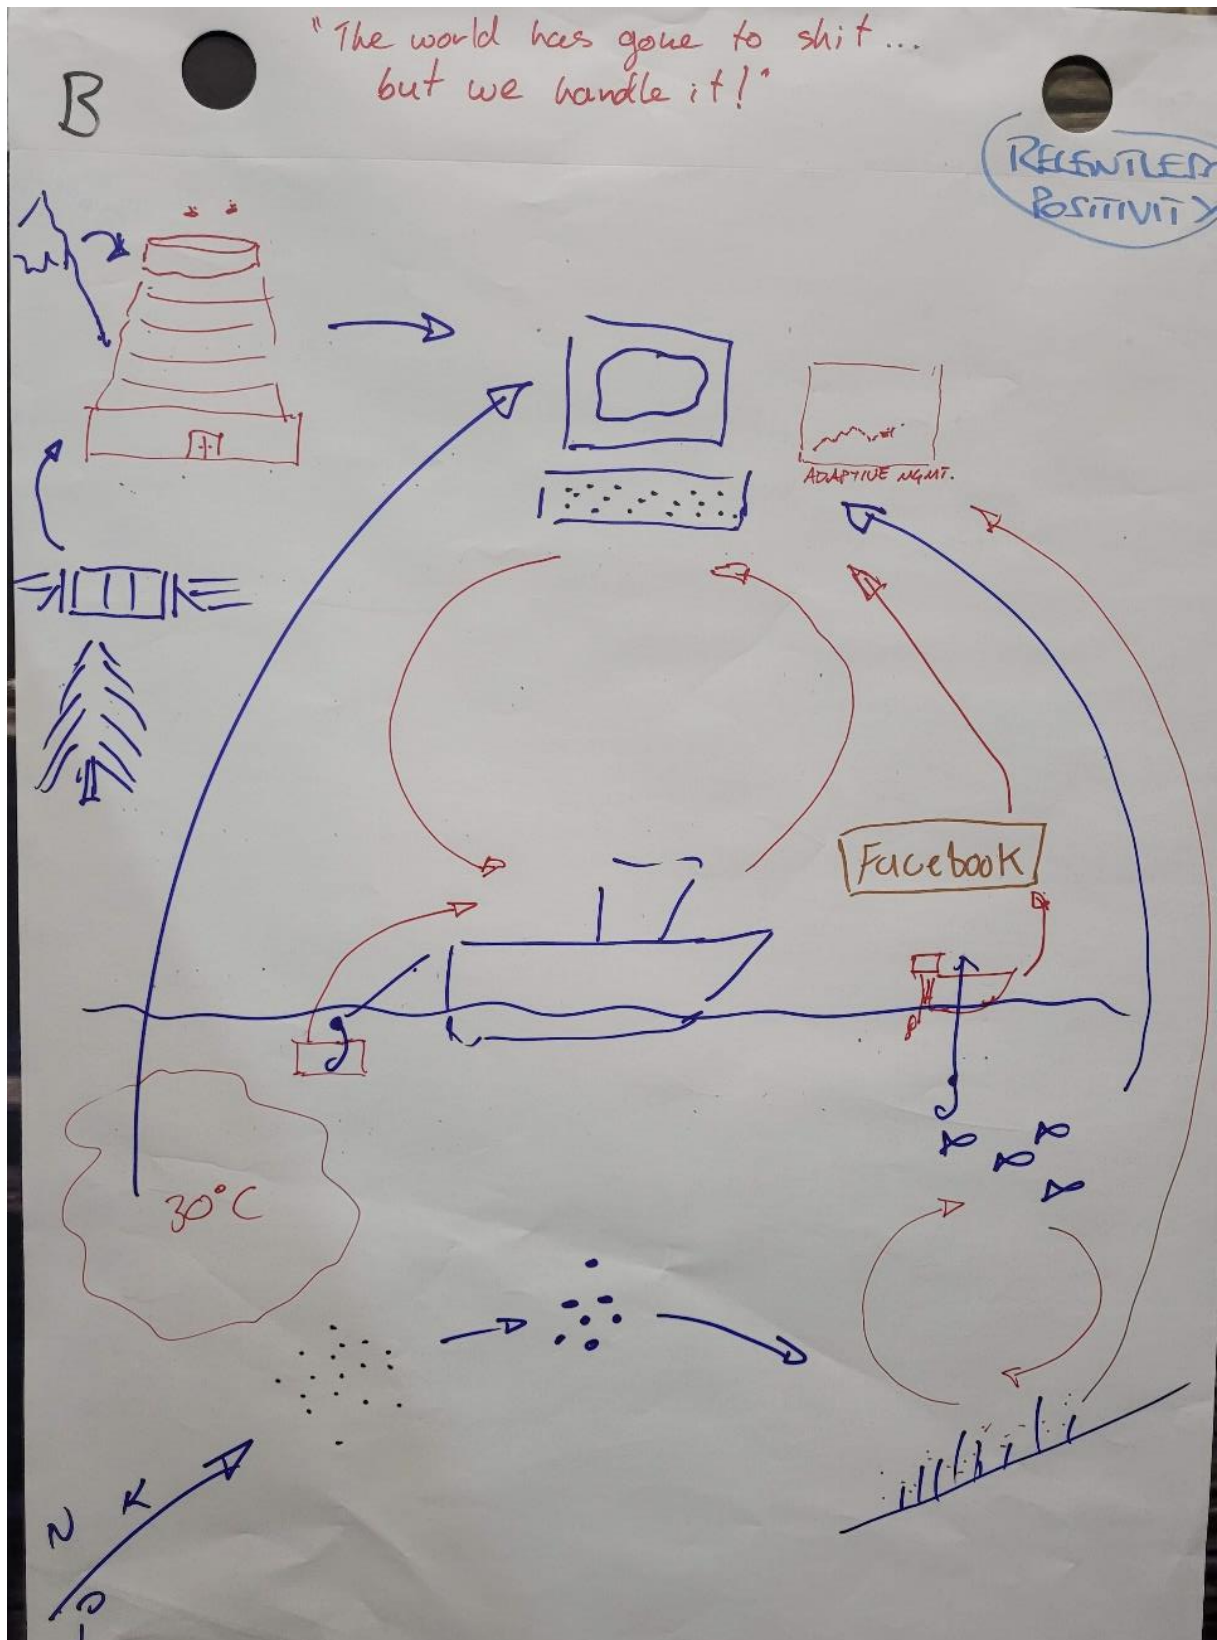 "The world has gone to shit...
but we handle it!"
B
RELENTLESS
POSITIVITY
ADAPTIVE MGMT.
Facebook
30°C
N K